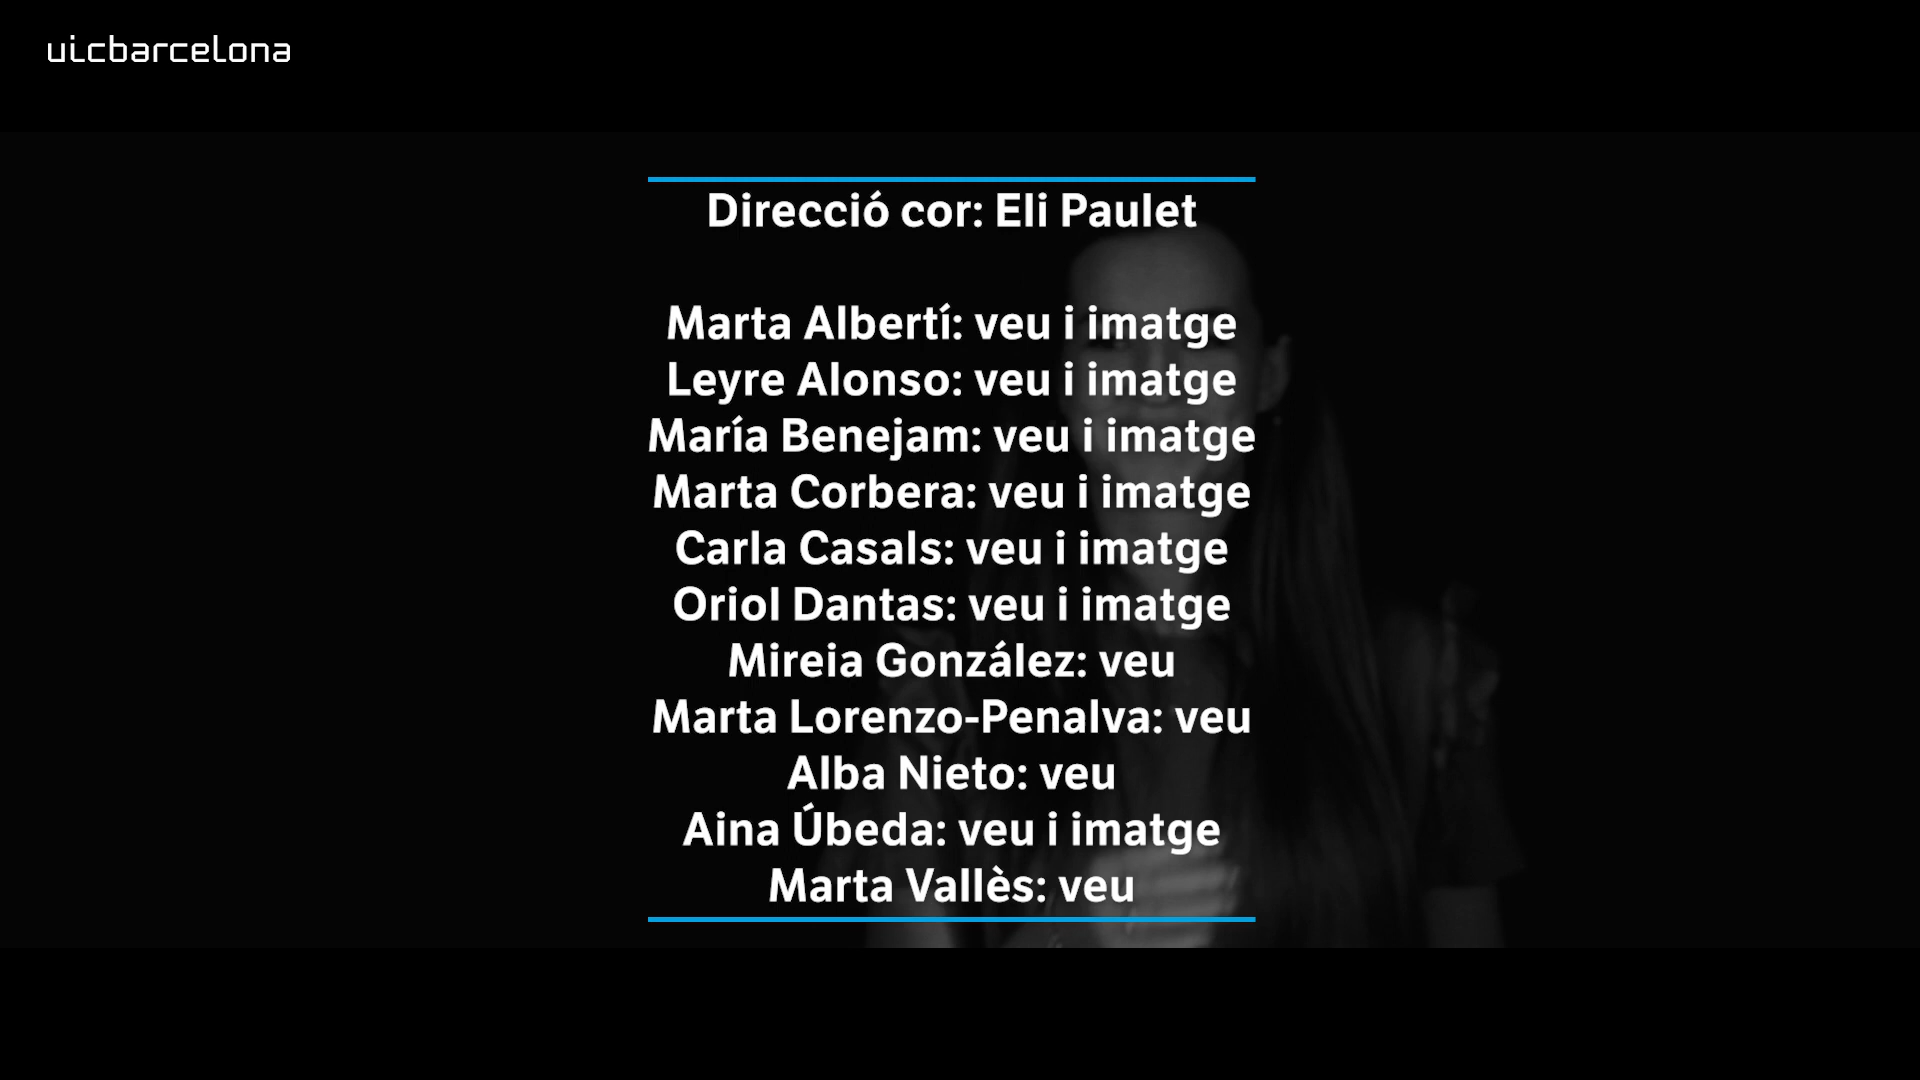 uicbarcelona
Direcció cor: Eli Paulet
Marta Albertí: veu i imatge
Leyre Alonso: veu i imatge
María Benejam: veu i imatge
Marta Corbera: veu i imatge
Carla Casals: veu i imatge
Oriol Dantas: veu i imatge
Mireia González: veu
Marta Lorenzo-Penalva: veu
Alba Nieto: veu
Aina Úbeda: veu i imatge
Marta Vallès: veu